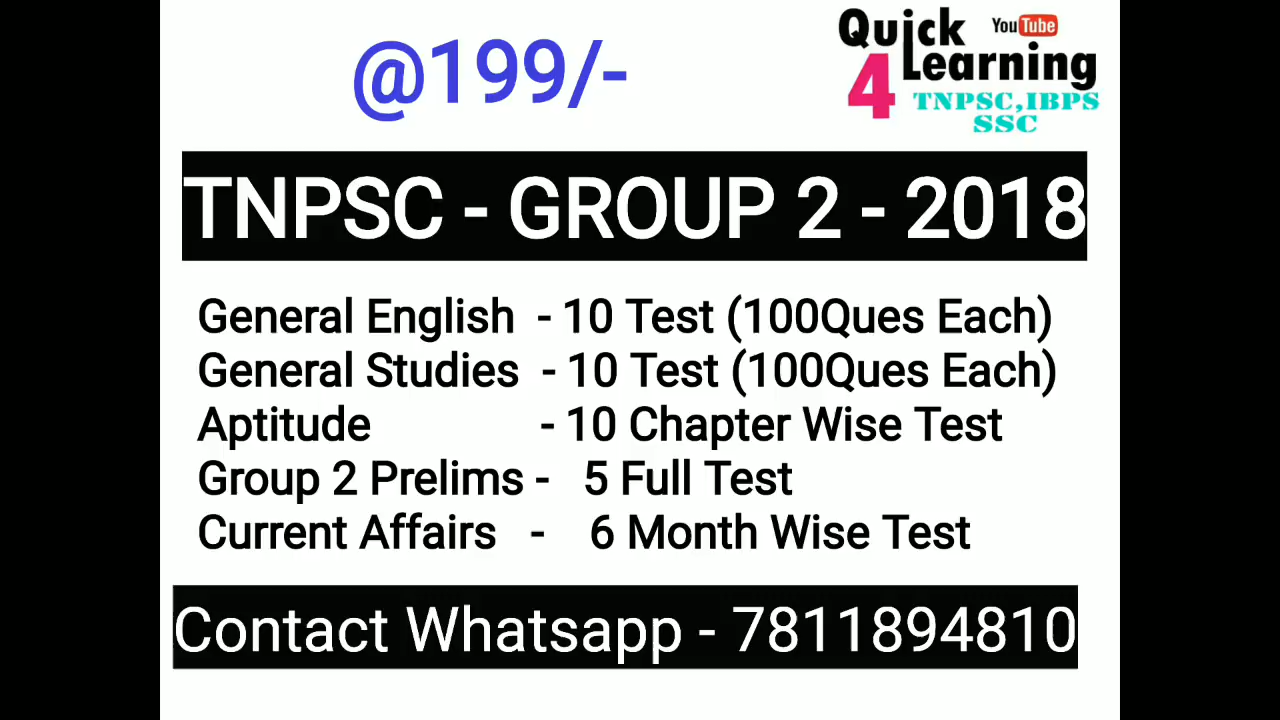 @199/-
Quick YouTube
4 Learning
TNPSC,IBPS
SSC
TNPSC - GROUP 2 - 2018
General English - 10 Test (100Ques Each)
General Studies - 10 Test (100Ques Each)
Aptitude - 10 Chapter Wise Test
Group 2 Prelims - 5 Full Test
Current Affairs - 6 Month Wise Test
Contact Whatsapp - 7811894810